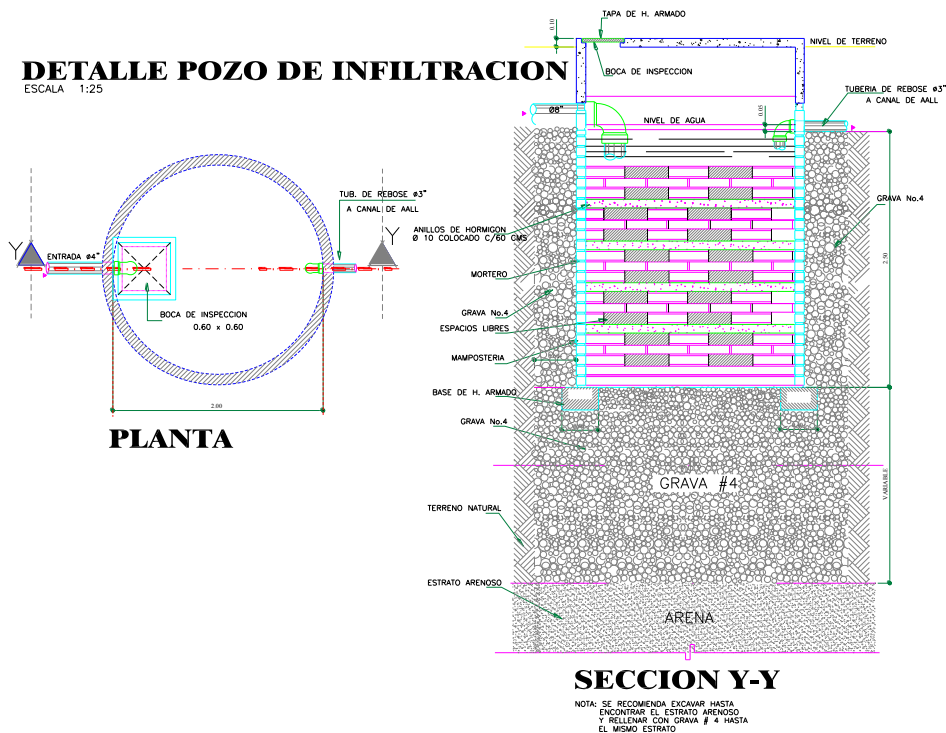 DETALLE POZO DE INFILTRACION
ESCALA 1:25
Y
Y
ENTRADA ø4"
TUB. DE REBOSE ø3"
A CANAL DE AALL
BOCA DE INSPECCION
0.60 x 0.60
2.00
PLANTA
TAPA DE H. ARMADO
0.10
NIVEL DE TERRENO
BOCA DE INSPECCION
TUBERIA DE REBOSE ø3"
A CANAL DE AALL
Ø8"
NIVEL DE AGUA
0.05
GRAVA No.4
ANILLOS DE HORMIGON
Ø 10 COLOCADO C/60 CMS
2.50
MORTERO
GRAVA No.4
ESPACIOS LIBRES
MAMPOSTERIA
BASE DE H. ARMADO
GRAVA No.4
GRAVA #4
VARIABLE
TERRENO NATURAL
ESTRATO ARENOSO
ARENA
SECCION Y-Y
NOTA: SE RECOMIENDA EXCAVAR HASTA
ENCONTRAR EL ESTRATO ARENOSO
Y RELLENAR CON GRAVA # 4 HASTA
EL MISMO ESTRATO